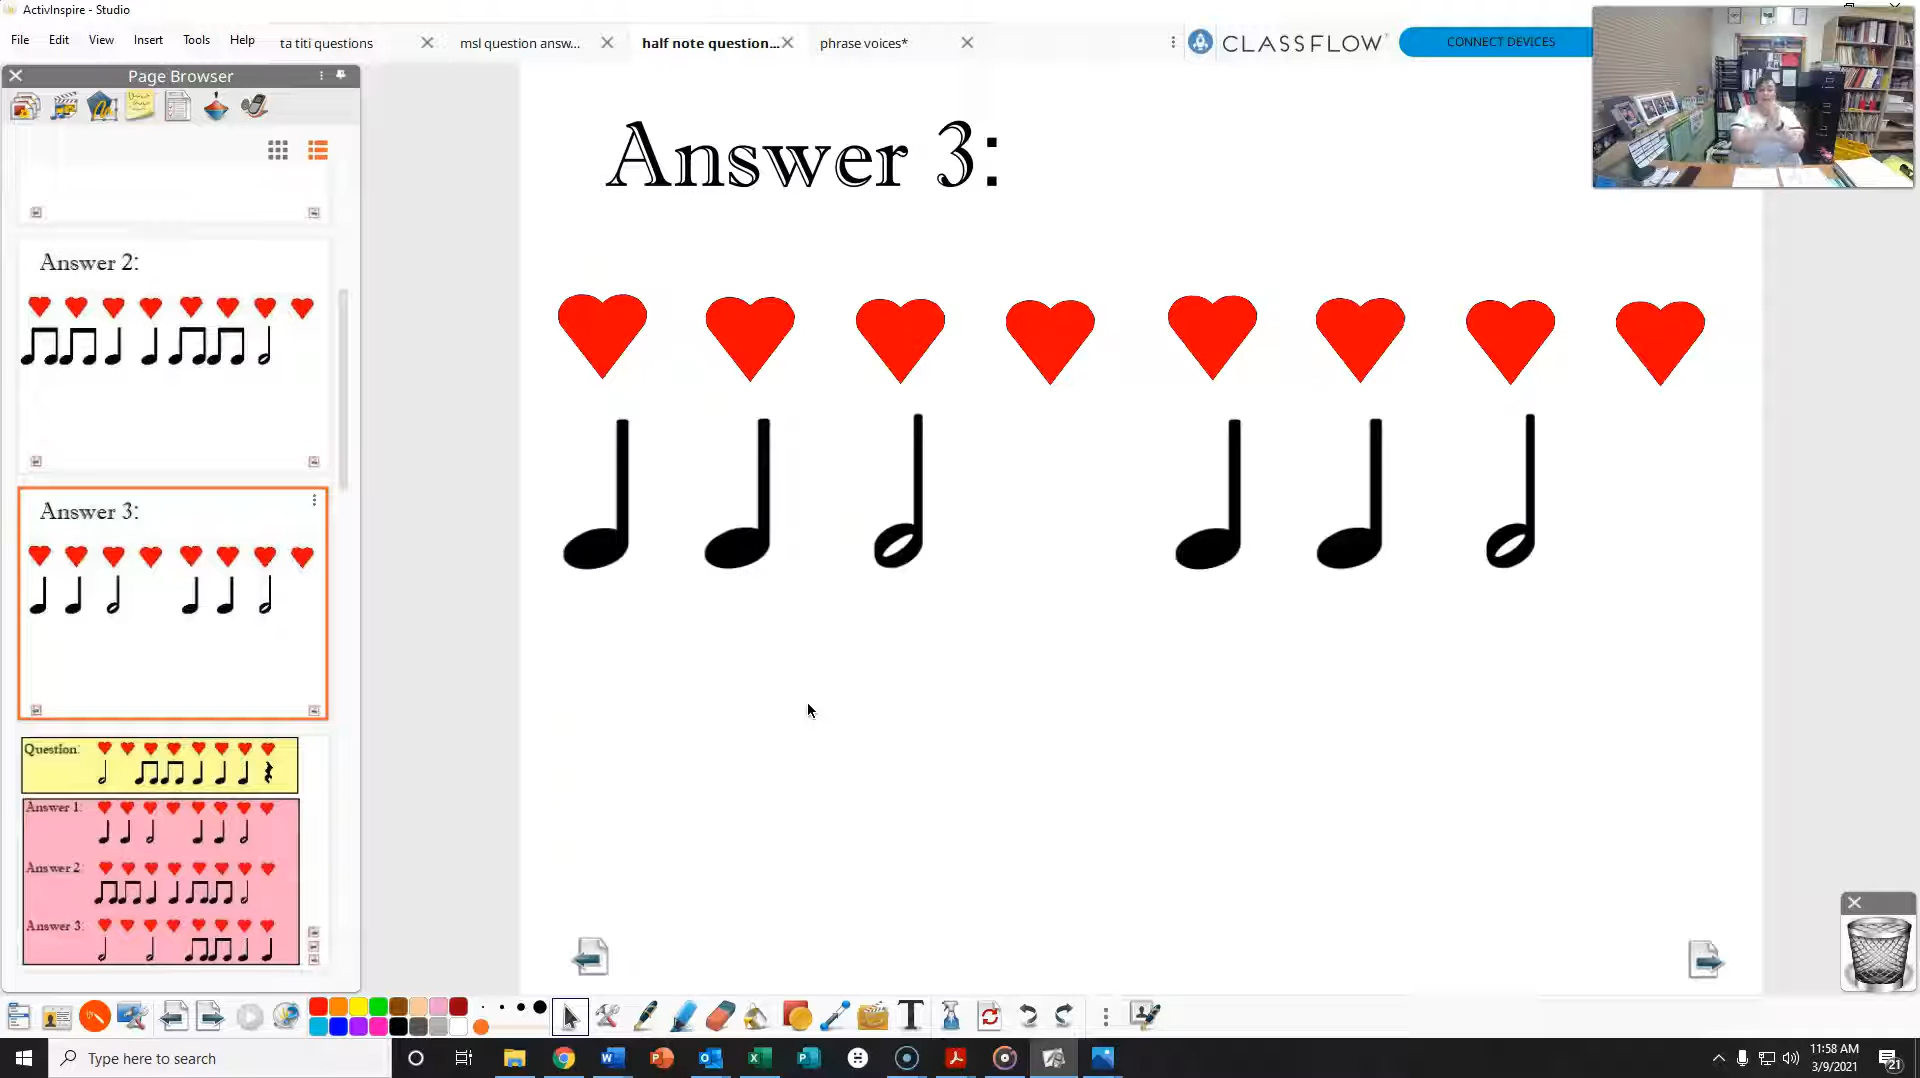 ActivInspire - Studio
File Edit View Insert Tools Help
ta titi questions
msl question answ...
half note question...
phrase voices*
CLASSFLOW
CONNECT DEVICES
Page Browser
Answer 2:
Answer 3:
Question:
Answer 1:
Answer 2
Answer 3:
Answer 3:
T
Type here to search
11:58 AM
3/9/2021
21